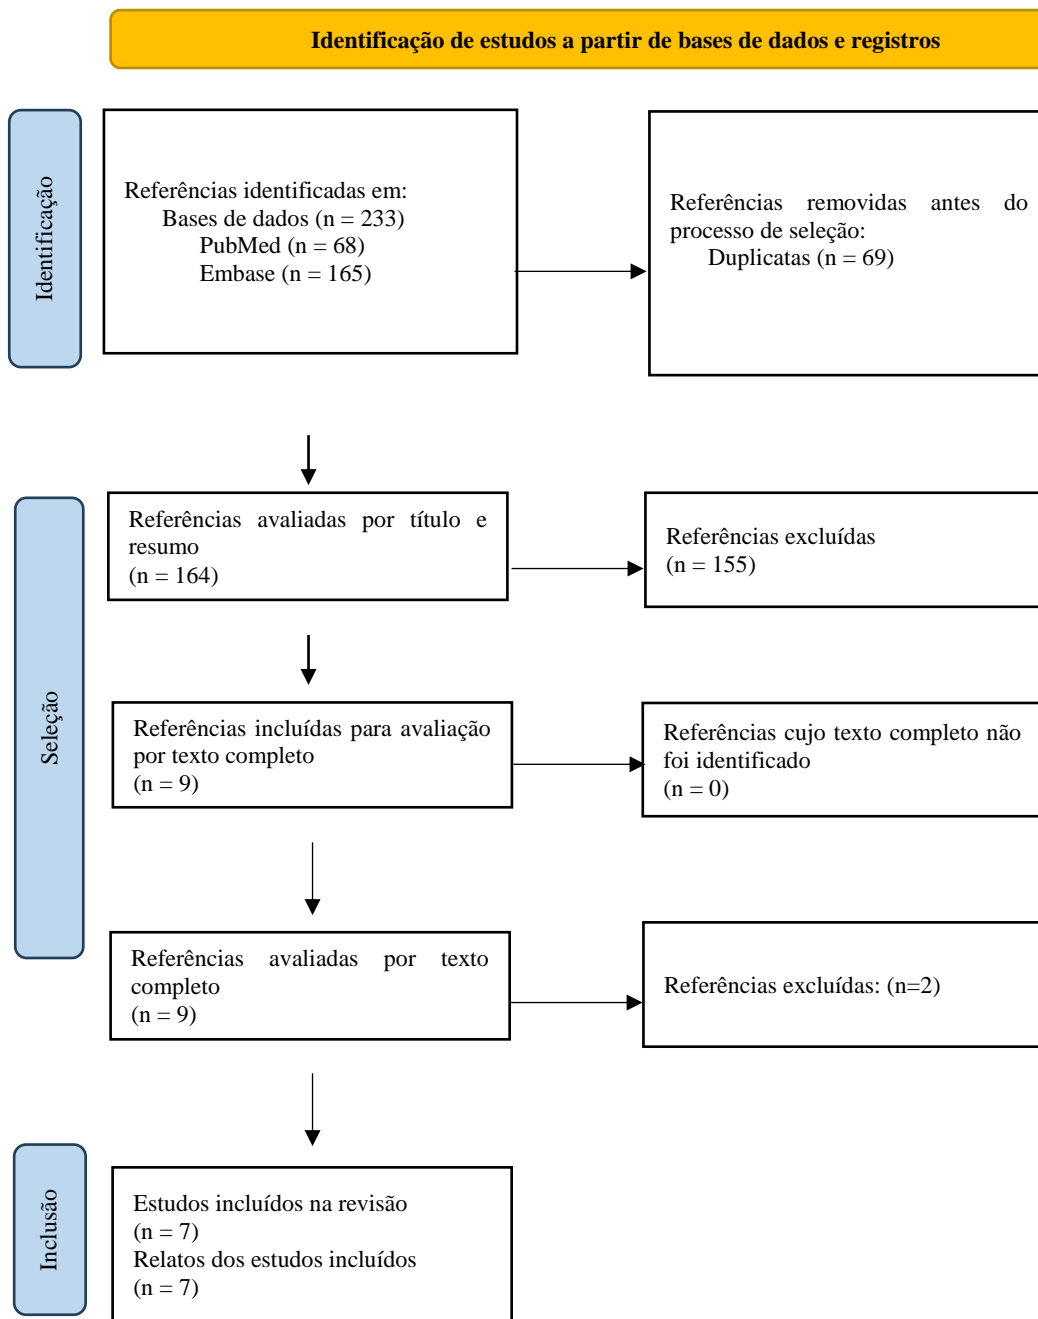 Identificação de estudos a partir de bases de dados e registros
Identificação
Referências identificadas em:
Bases de dados (n = 233)
PubMed (n = 68)
Embase (n = 165)
Referências removidas antes do
processo de seleção:
Duplicatas (n = 69)
Seleção
Referências avaliadas por título e
resumo
(n = 164)
Referências excluídas
(n = 155)
Referências incluídas para avaliação
por texto completo
(n = 9)
Referências cujo texto completo não
foi identificado
(n = 0)
Referências avaliadas por texto
completo
(n = 9)
Referências excluídas: (n=2)
Inclusão
Estudos incluídos na revisão
(n = 7)
Relatos dos estudos incluídos
(n = 7)